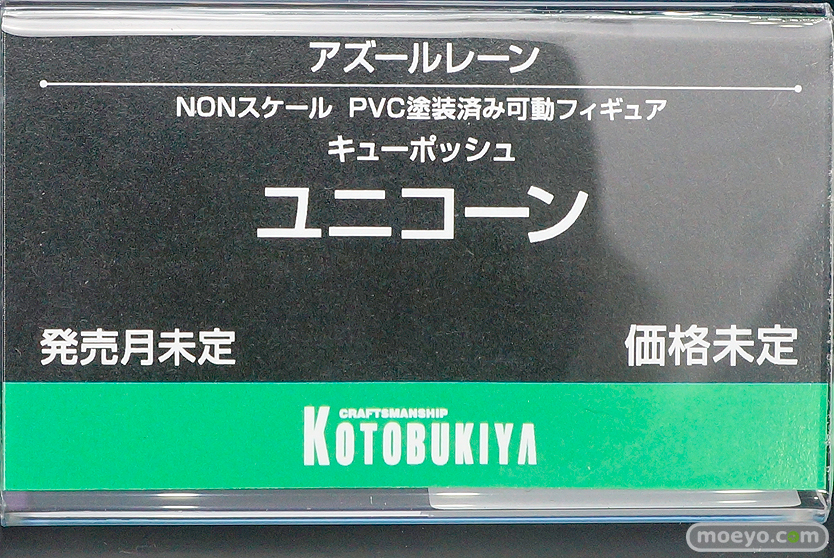 アズールレーン
NONスケール PVC塗装済み可動フィギュア
キューポッシュ
ユニコーン
発売月未定 価格未定
CRAFTSMANSHIP
KOTOBUKIYA
moeyo.com